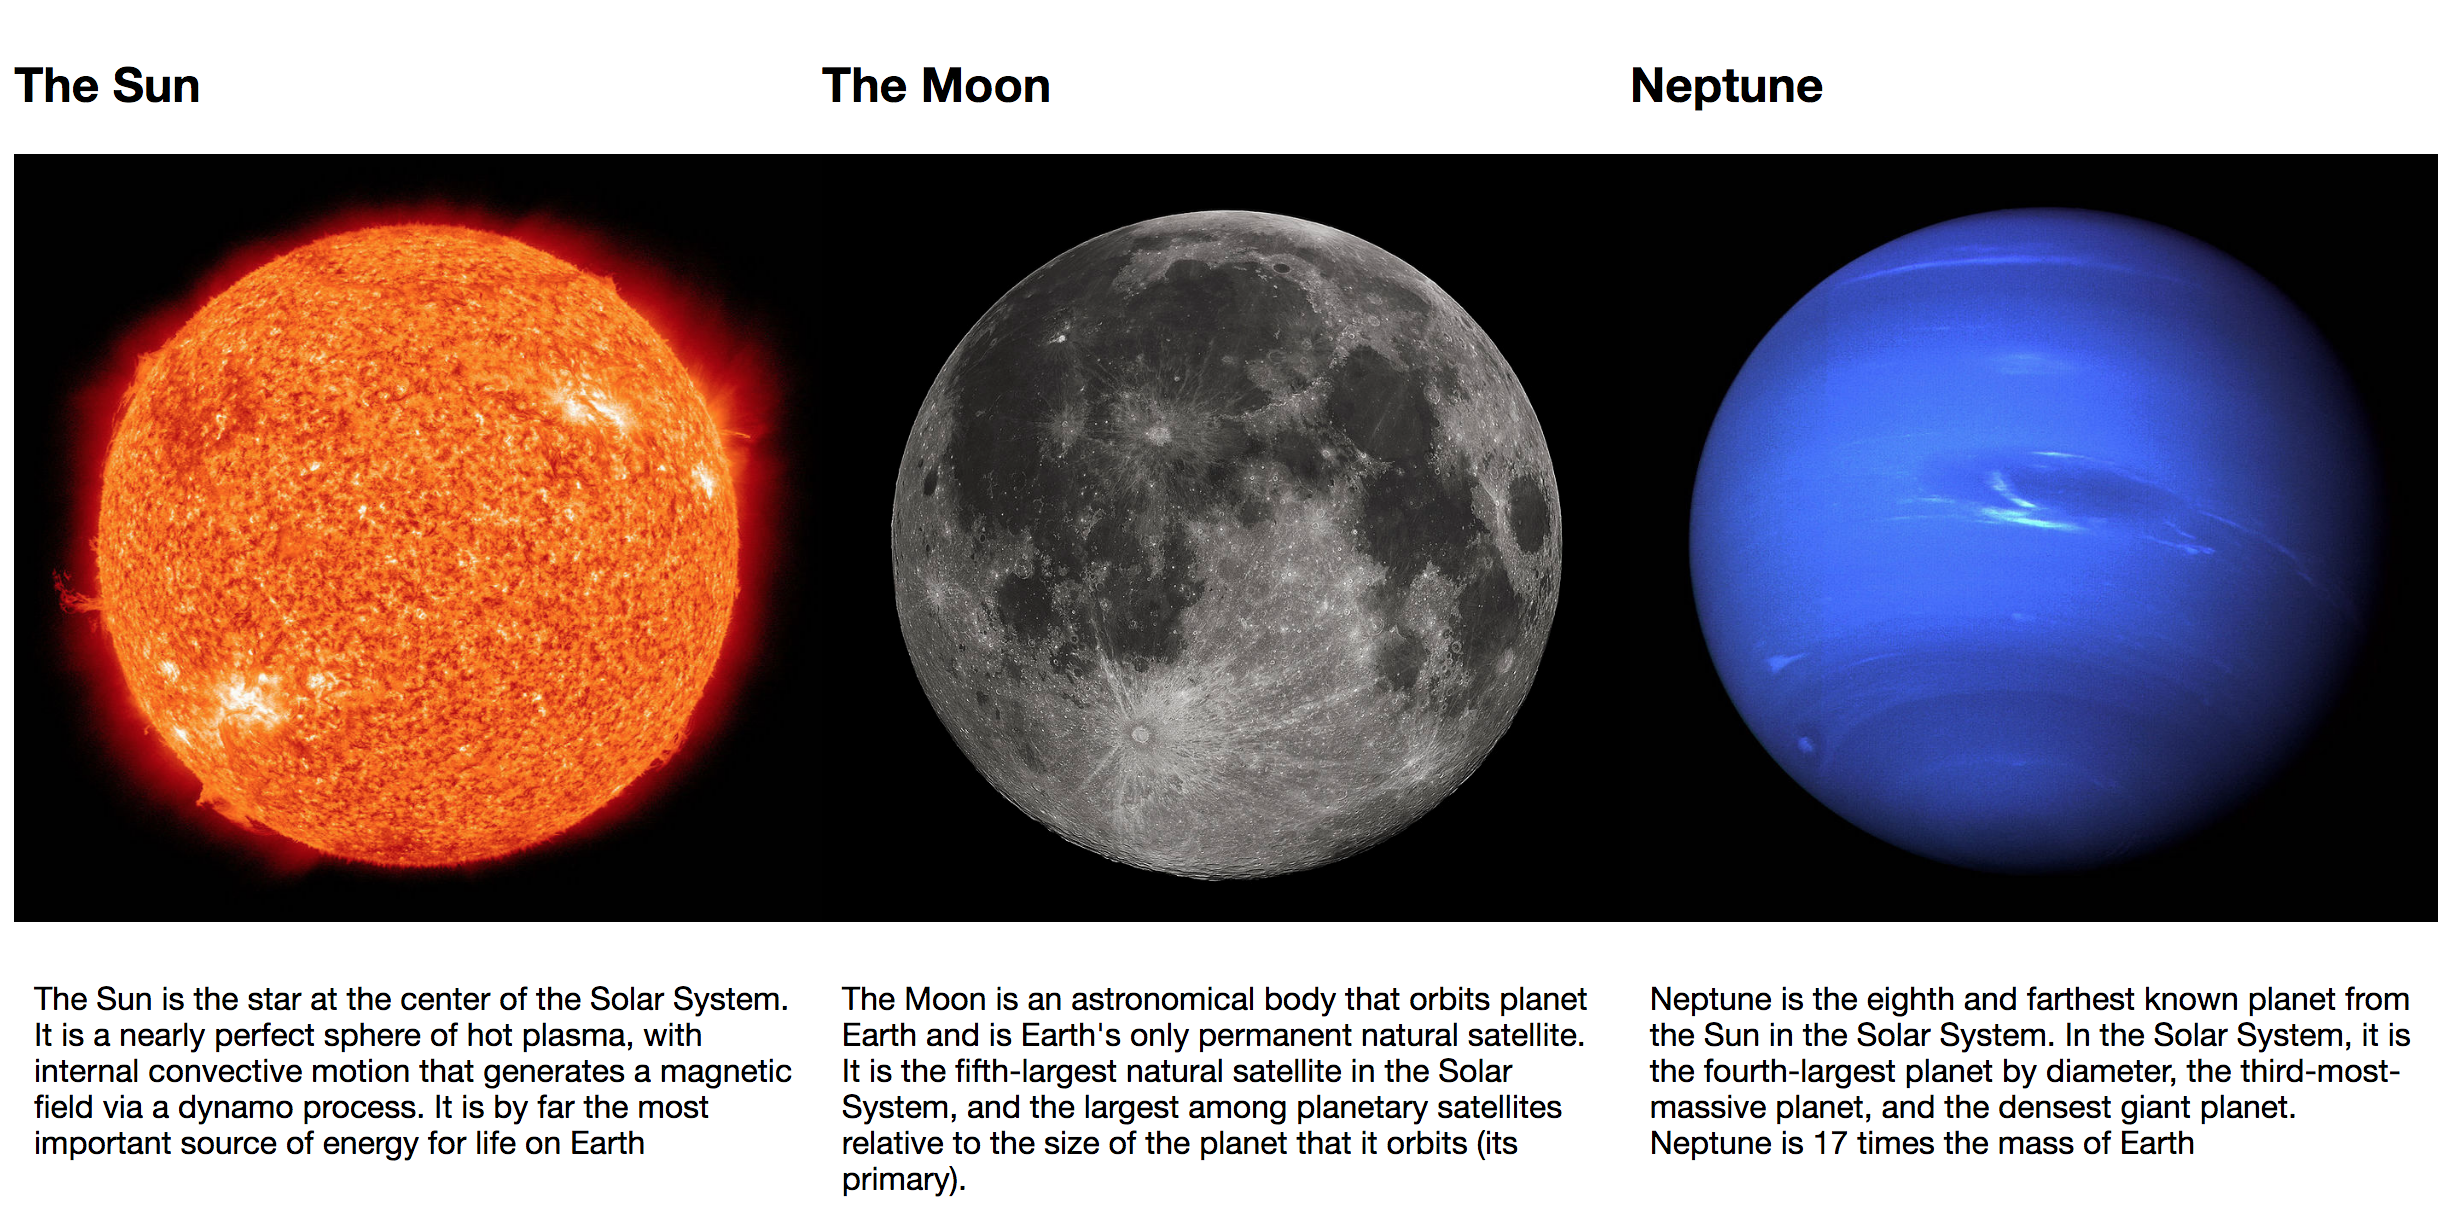 The Sun
The Moon
Neptune
The Sun is the star at the center of the Solar System.
It is a nearly perfect sphere of hot plasma, with
internal convective motion that generates a magnetic
field via a dynamo process. It is by far the most
important source of energy for life on Earth
The Moon is an astronomical body that orbits planet
Earth and is Earth's only permanent natural satellite.
It is the fifth-largest natural satellite in the Solar
System, and the largest among planetary satellites
relative to the size of the planet that it orbits (its
primary).
Neptune is the eighth and farthest known planet from
the Sun in the Solar System. In the Solar System, it is
the fourth-largest planet by diameter, the third-most-
massive planet, and the densest giant planet.
Neptune is 17 times the mass of Earth